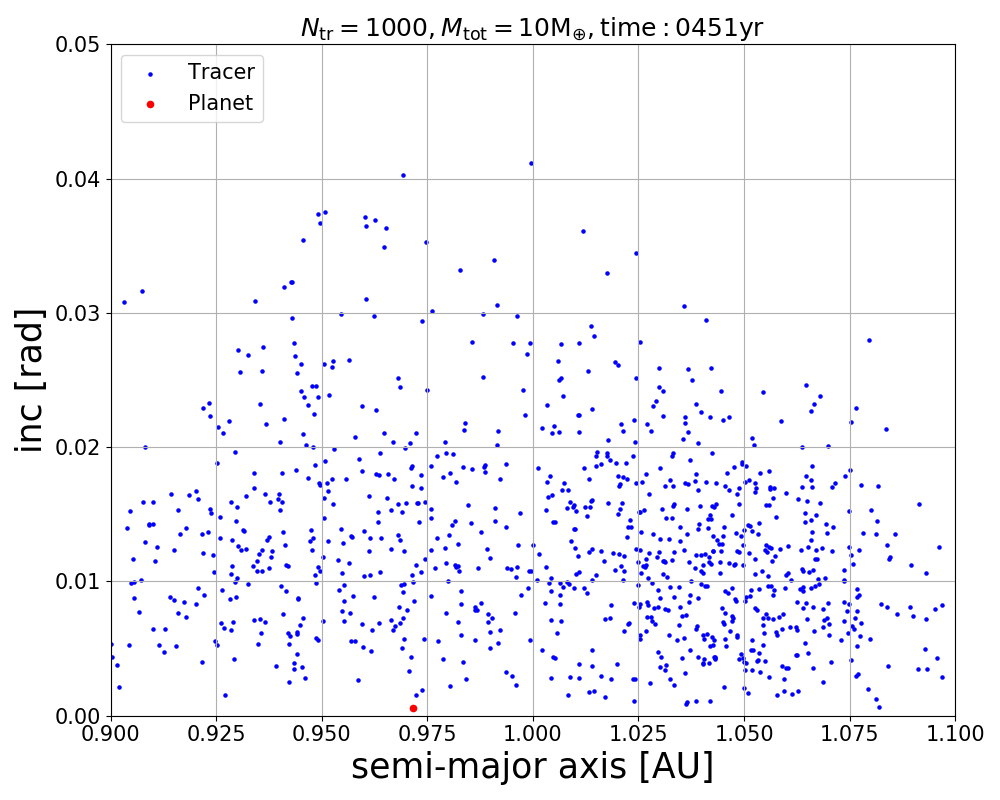 N_tr = 1000, M_tot = 10M_⊕, time : 0451yr
0.05
Tracer
Planet
0.04
0.03
inc [rad]
0.02
0.01
0.00
0.900 0.925 0.950 0.975 1.000 1.025 1.050 1.075 1.100
semi-major axis [AU]